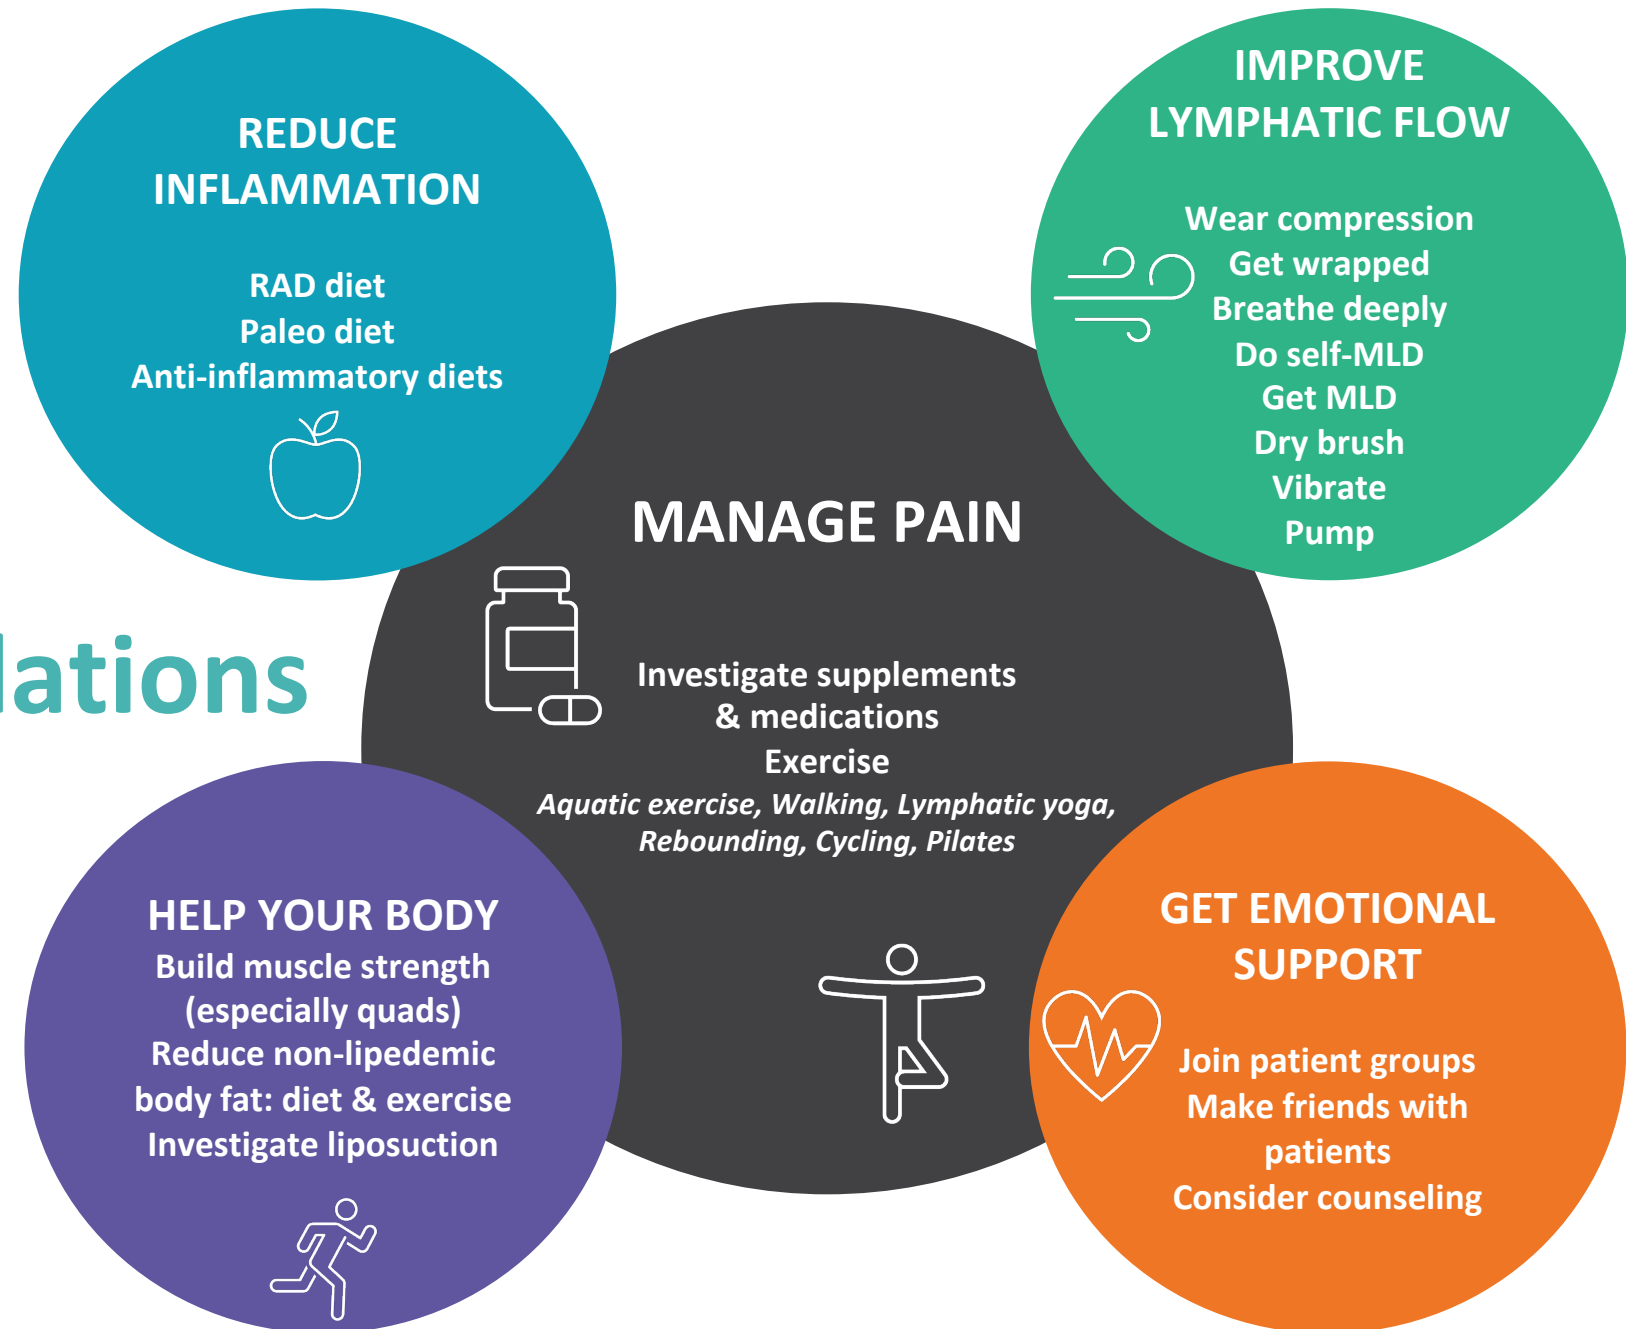 REDUCE
INFLAMMATION
RAD diet
Paleo diet
Anti-inflammatory diets
IMPROVE
LYMPHATIC FLOW
Wear compression
Get wrapped
Breathe deeply
Do self-MLD
Get MLD
Dry brush
Vibrate
Pump
MANAGE PAIN
Investigate supplements
& medications
Exercise
Aquatic exercise, Walking, Lymphatic yoga,
Rebounding, Cycling, Pilates
HELP YOUR BODY
Build muscle strength
(especially quads)
Reduce non-lipedemic
body fat: diet & exercise
Investigate liposuction
GET EMOTIONAL
SUPPORT
Join patient groups
Make friends with
patients
Consider counseling